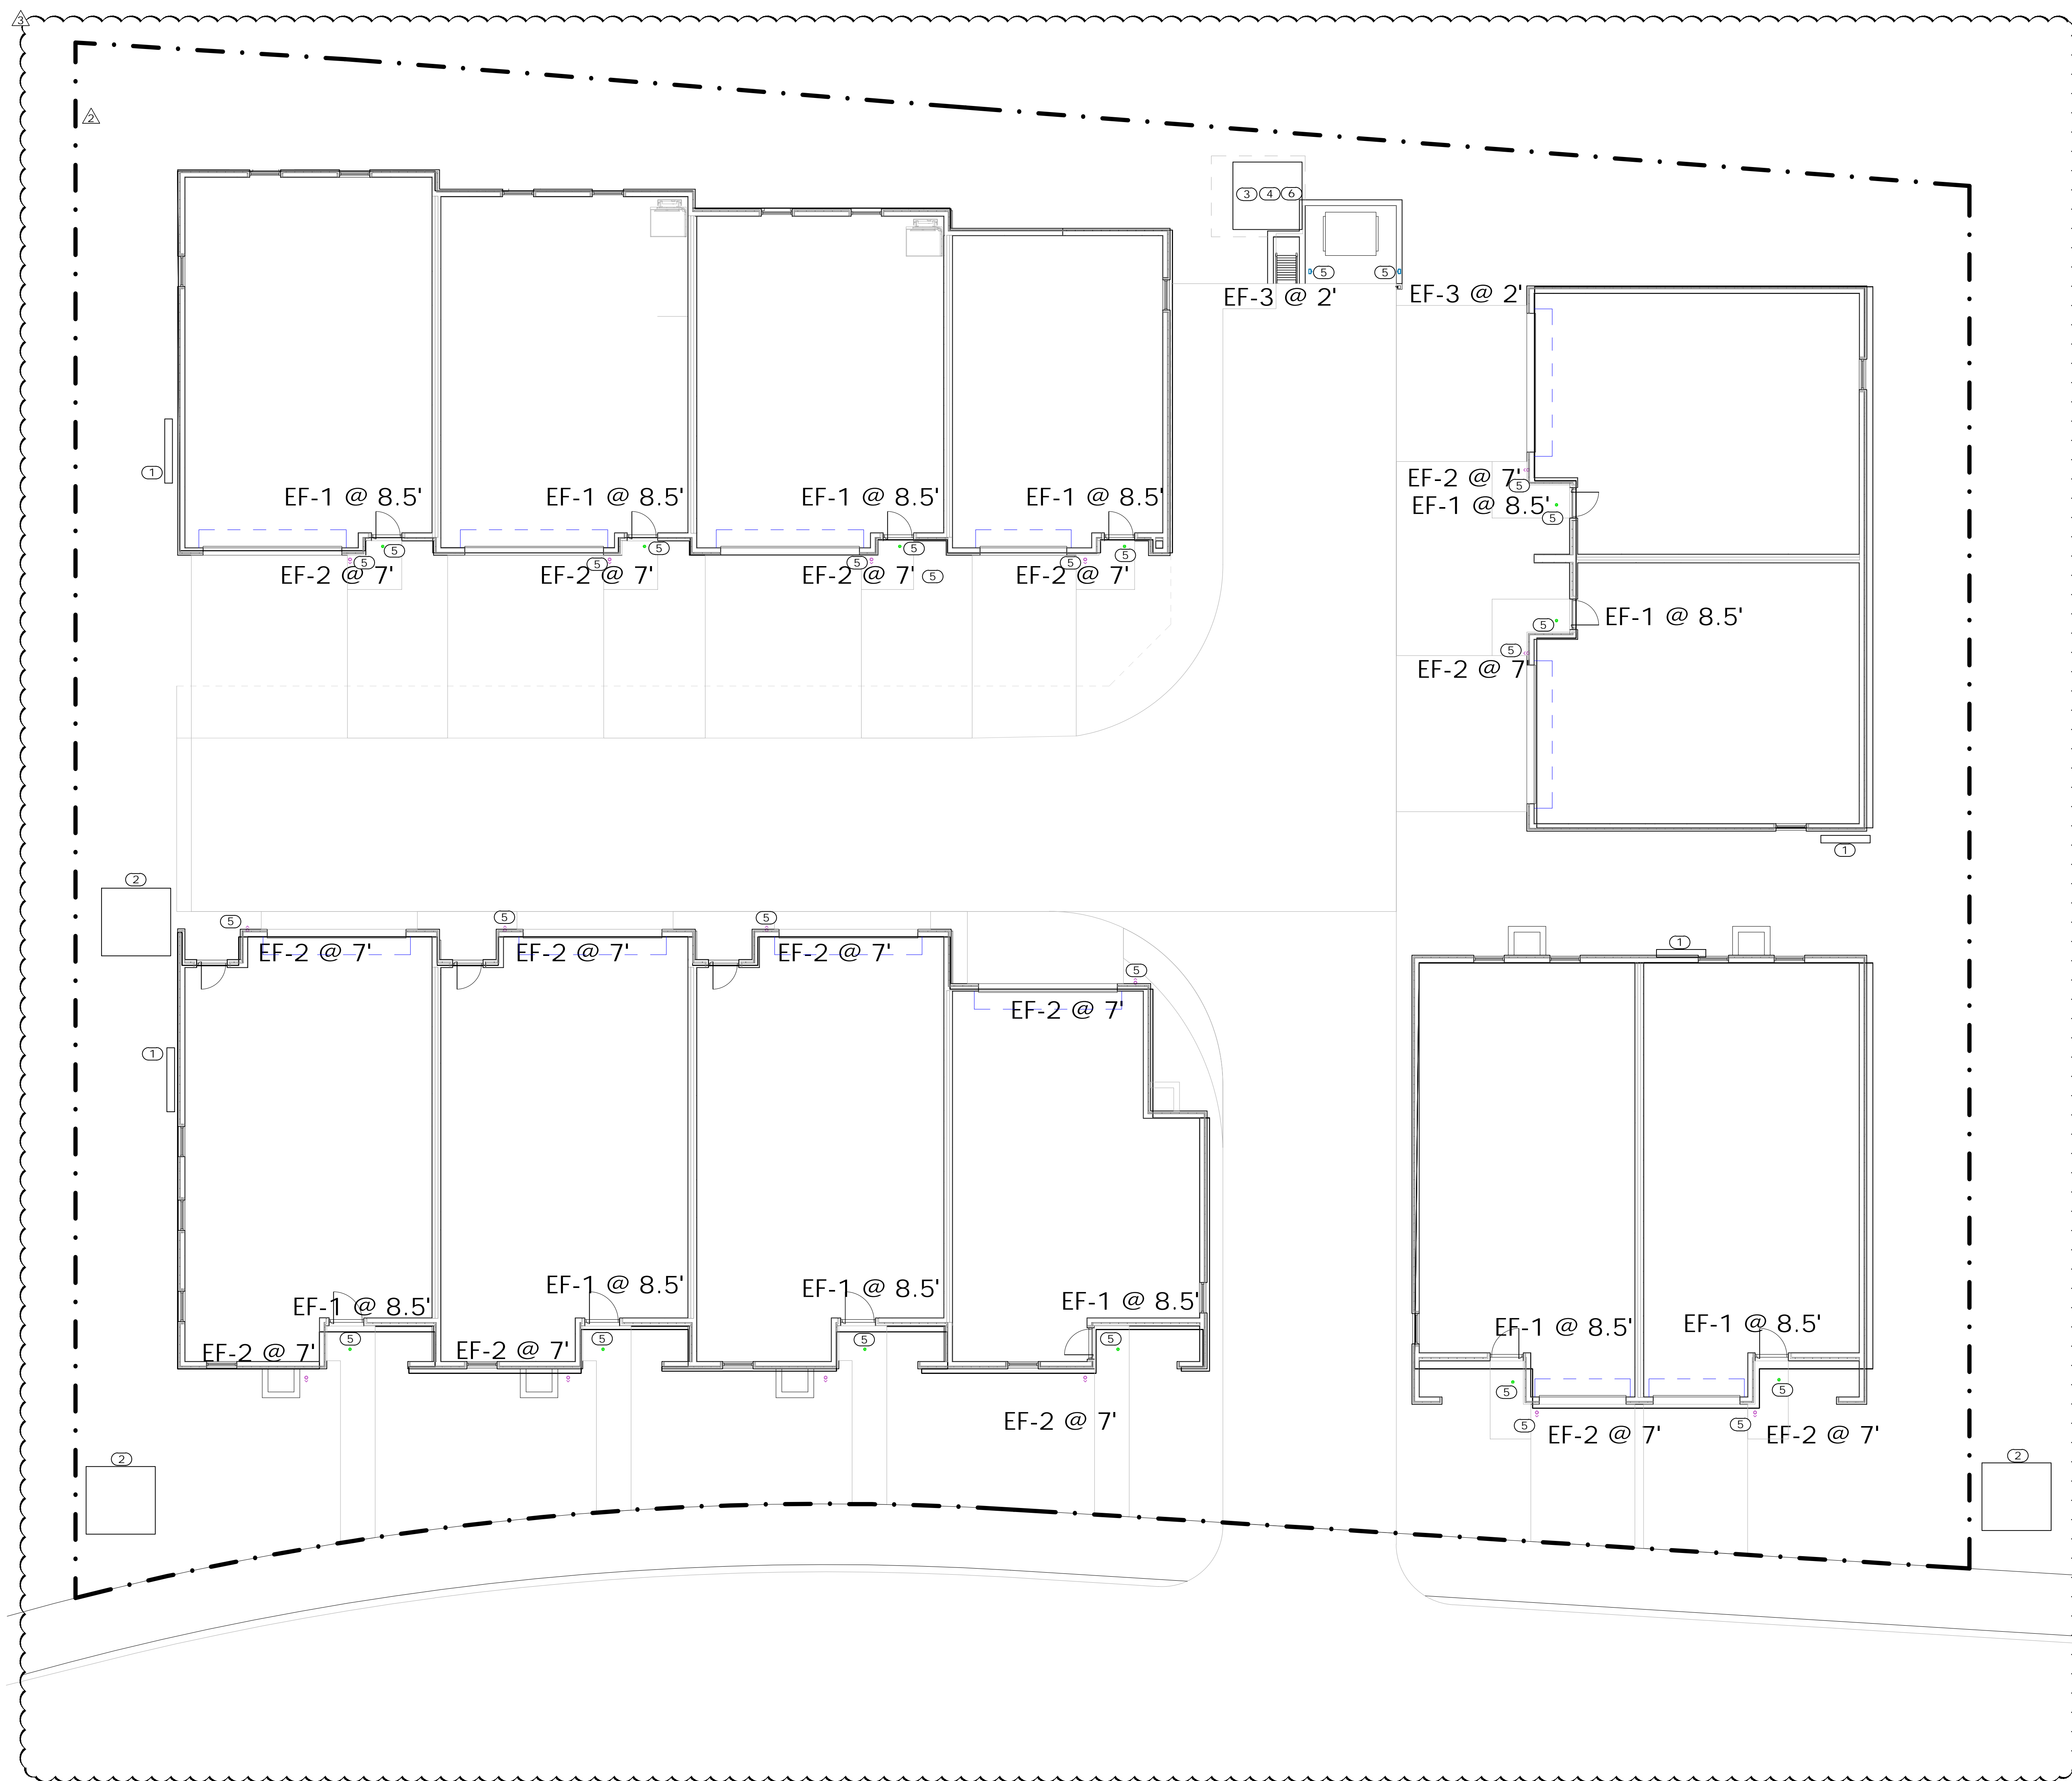 3
2
3 4 6
5 5
EF-3 @ 2' EF-3 @ 2'
1
EF-2 @ 7'
5
EF-1 @ 8.5'
5
EF-1 @ 8.5' EF-1 @ 8.5' EF-1 @ 8.5' EF-1 @ 8.5'
5 5 5 5
5 5 5 5
EF-2 @ 7' EF-2 @ 7' EF-2 @ 7' 5 EF-2 @ 7'
5 EF-1 @ 8.5'
5
EF-2 @ 7'
1
2
5 5 5
EF-2 @ 7' EF-2 @ 7' EF-2 @ 7'
1
5
EF-2 @ 7'
1
EF-1 @ 8.5' EF-1 @ 8.5' EF-1 @ 8.5' EF-1 @ 8.5'
EF-1 @ 8.5' EF-1 @ 8.5'
5 5 5 5
EF-2 @ 7' EF-2 @ 7'
5 5
EF-2 @ 7'
5 5
EF-2 @ 7' EF-2 @ 7'
2 2